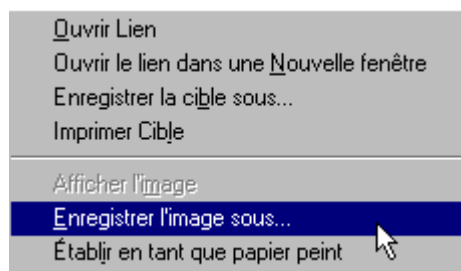 Ouvrir Lien
Ouvrir le lien dans une Nouvelle fenêtre
Enregistrer la cible sous...
Imprimer Cible
Afficher l'image
Enregistrer l'image sous...
Établir en tant que papier peint